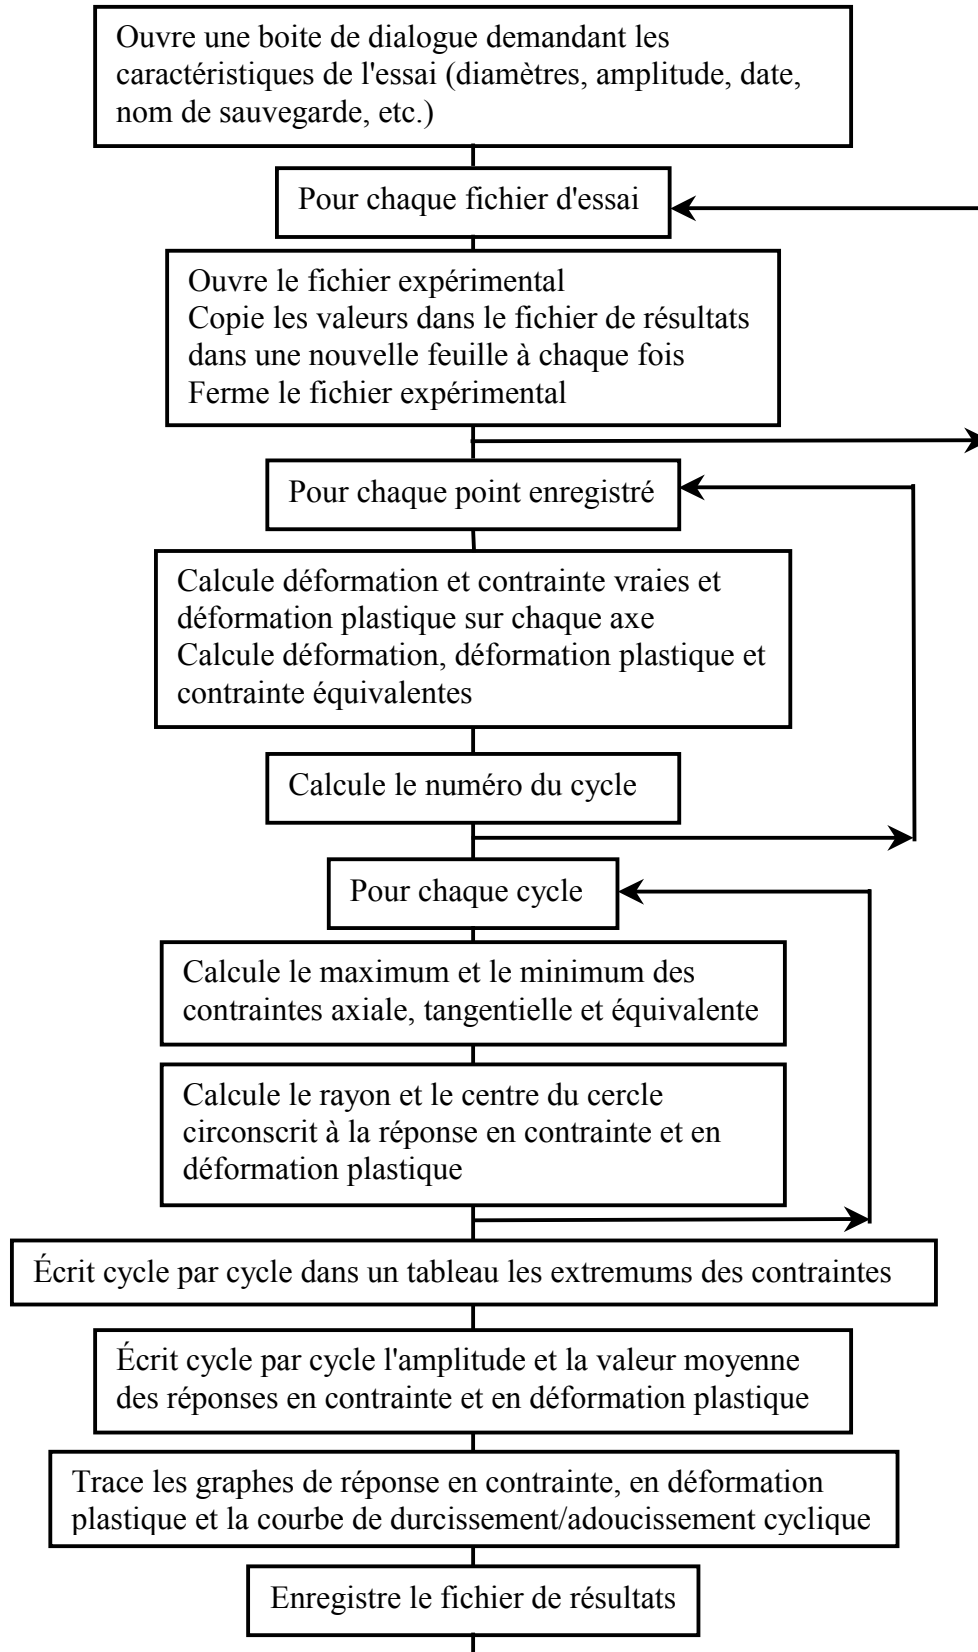 Ouvre une boite de dialogue demandant les
caractéristiques de l'essai (diamètres, amplitude, date,
nom de sauvegarde, etc.)
Pour chaque fichier d'essai
Ouvre le fichier expérimental
Copie les valeurs dans le fichier de résultats
dans une nouvelle feuille à chaque fois
Ferme le fichier expérimental
Pour chaque point enregistré
Calcule déformation et contrainte vraies et
déformation plastique sur chaque axe
Calcule déformation, déformation plastique et
contrainte équivalentes
Calcule le numéro du cycle
Pour chaque cycle
Calcule le maximum et le minimum des
contraintes axiale, tangentielle et équivalente
Calcule le rayon et le centre du cercle
circonscrit à la réponse en contrainte et en
déformation plastique
Écrit cycle par cycle dans un tableau les extremums des contraintes
Écrit cycle par cycle l'amplitude et la valeur moyenne
des réponses en contrainte et en déformation plastique
Trace les graphes de réponse en contrainte, en déformation
plastique et la courbe de durcissement/adoucissement cyclique
Enregistre le fichier de résultats